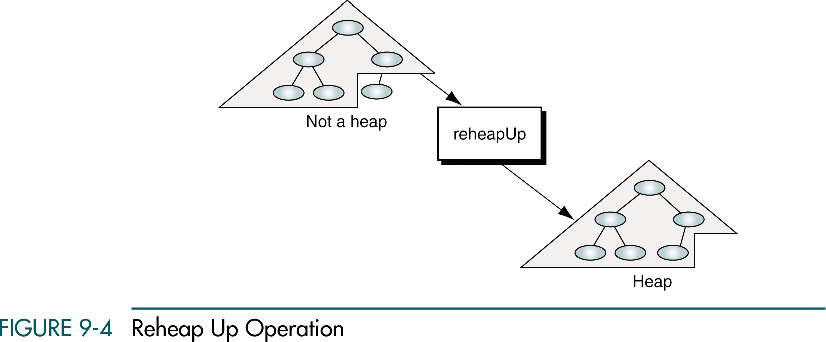 Not a heap
reheapUp
Heap
FIGURE 9-4 Reheap Up Operation